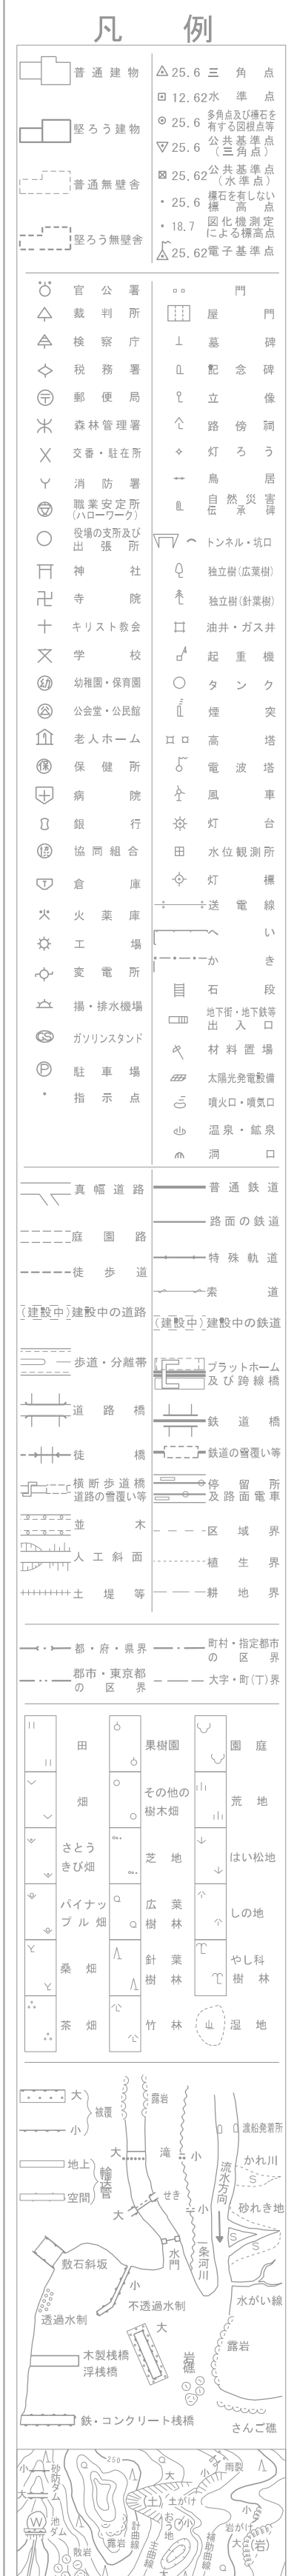 凡例
普通建物
堅ろう建物
普通無壁舎
堅ろう無壁舎
25.6 三角点
12.62 水準点
25.6 多角点及び標石を有する図根点等
25.6 公共基準点(三角点)
25.62 公共基準点(水準点)
25.6 標石を有しない標高点
18.7 図化機測定による標高点
25.62 電子基準点
官公署
裁判所
検察庁
税務署
郵便局
森林管理署
交番・駐在所
消防署
職業安定所(ハローワーク)
役場の支所及び出張所
神社
寺院
キリスト教会
学校
幼 幼稚園・保育園
公 公会堂・公民館
老人ホーム
保 保健所
病院
銀行
協 協同組合
倉庫
火 火薬庫
工場
変電所
揚・排水機場
GS ガソリンスタンド
P 駐車場
指示点
門
屋門
墓碑
記念碑
立像
路傍祠
灯ろう
鳥居
自然災害伝承碑
トンネル・坑口
独立樹(広葉樹)
独立樹(針葉樹)
油井・ガス井
起重機
タンク
煙突
高塔
電波塔
風車
灯台
水位観測所
灯標
送電線
へい
かき
石段
地下街・地下鉄等出入口
材料置場
太陽光発電設備
噴火口・噴気口
温泉・鉱泉
洞口
真幅道路
庭園路
徒歩道
(建設中)建設中の道路
歩道・分離帯
道路橋
徒橋
横断歩道橋
道路の雪覆い等
並木
人工斜面
土堤等
普通鉄道
路面の鉄道
特殊軌道
索道
(建設中)建設中の鉄道
プラットホーム及び跨線橋
鉄道橋
鉄道の雪覆い等
停留所及路面電車
区域界
植生界
耕地界
都・府・県界
郡市・東京都の区界
町村・指定都市の区界
大字・町(丁)界
田
畑
さとうきび畑
パイナップル畑
桑畑
茶畑
果樹園
その他の樹木畑
芝地
広葉樹林
針葉樹林
竹林
園庭
荒地
はい松地
しの地
やし科樹林
湿地
大
小
被覆
地上
空間
輸送管
露岩
大
滝
小
せき
大
小
水門
一条河川
流水方向
渡船発着所
かれ川
砂れき地
水がい線
敷石斜坂
小
不透過水制
大
透過水制
木製桟橋
浮桟橋
岩礁
露岩
鉄・コンクリート桟橋
さんご礁
小
砂防ダム
大
W
池
ダム
250
露岩
散岩
計曲線
主曲線
補助曲線
大
小
(土)
土がけ
おう地
(小)
雨裂
岩がけ
大
(岩)
大